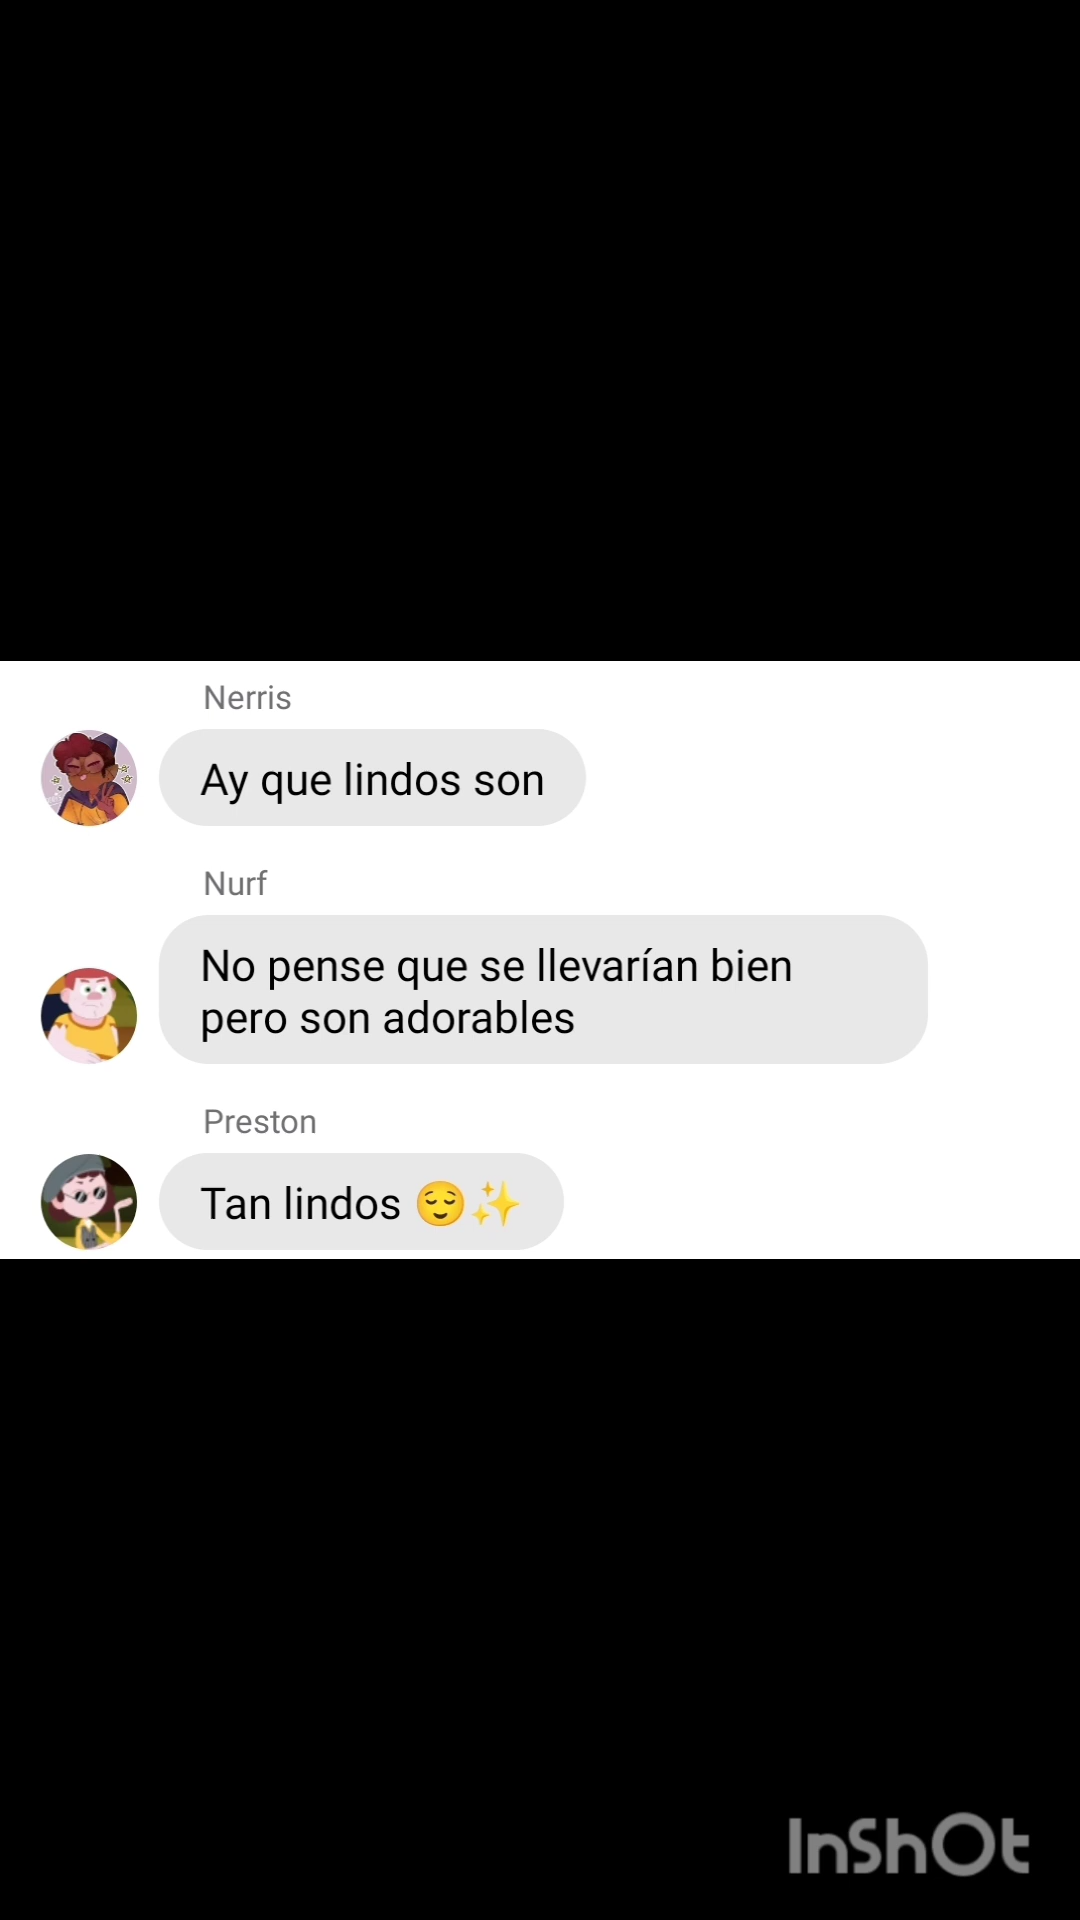 Nerris
Ay que lindos son
Nurf
No pense que se llevarían bien
pero son adorables
Preston
Tan lindos 😌✨
InShOt